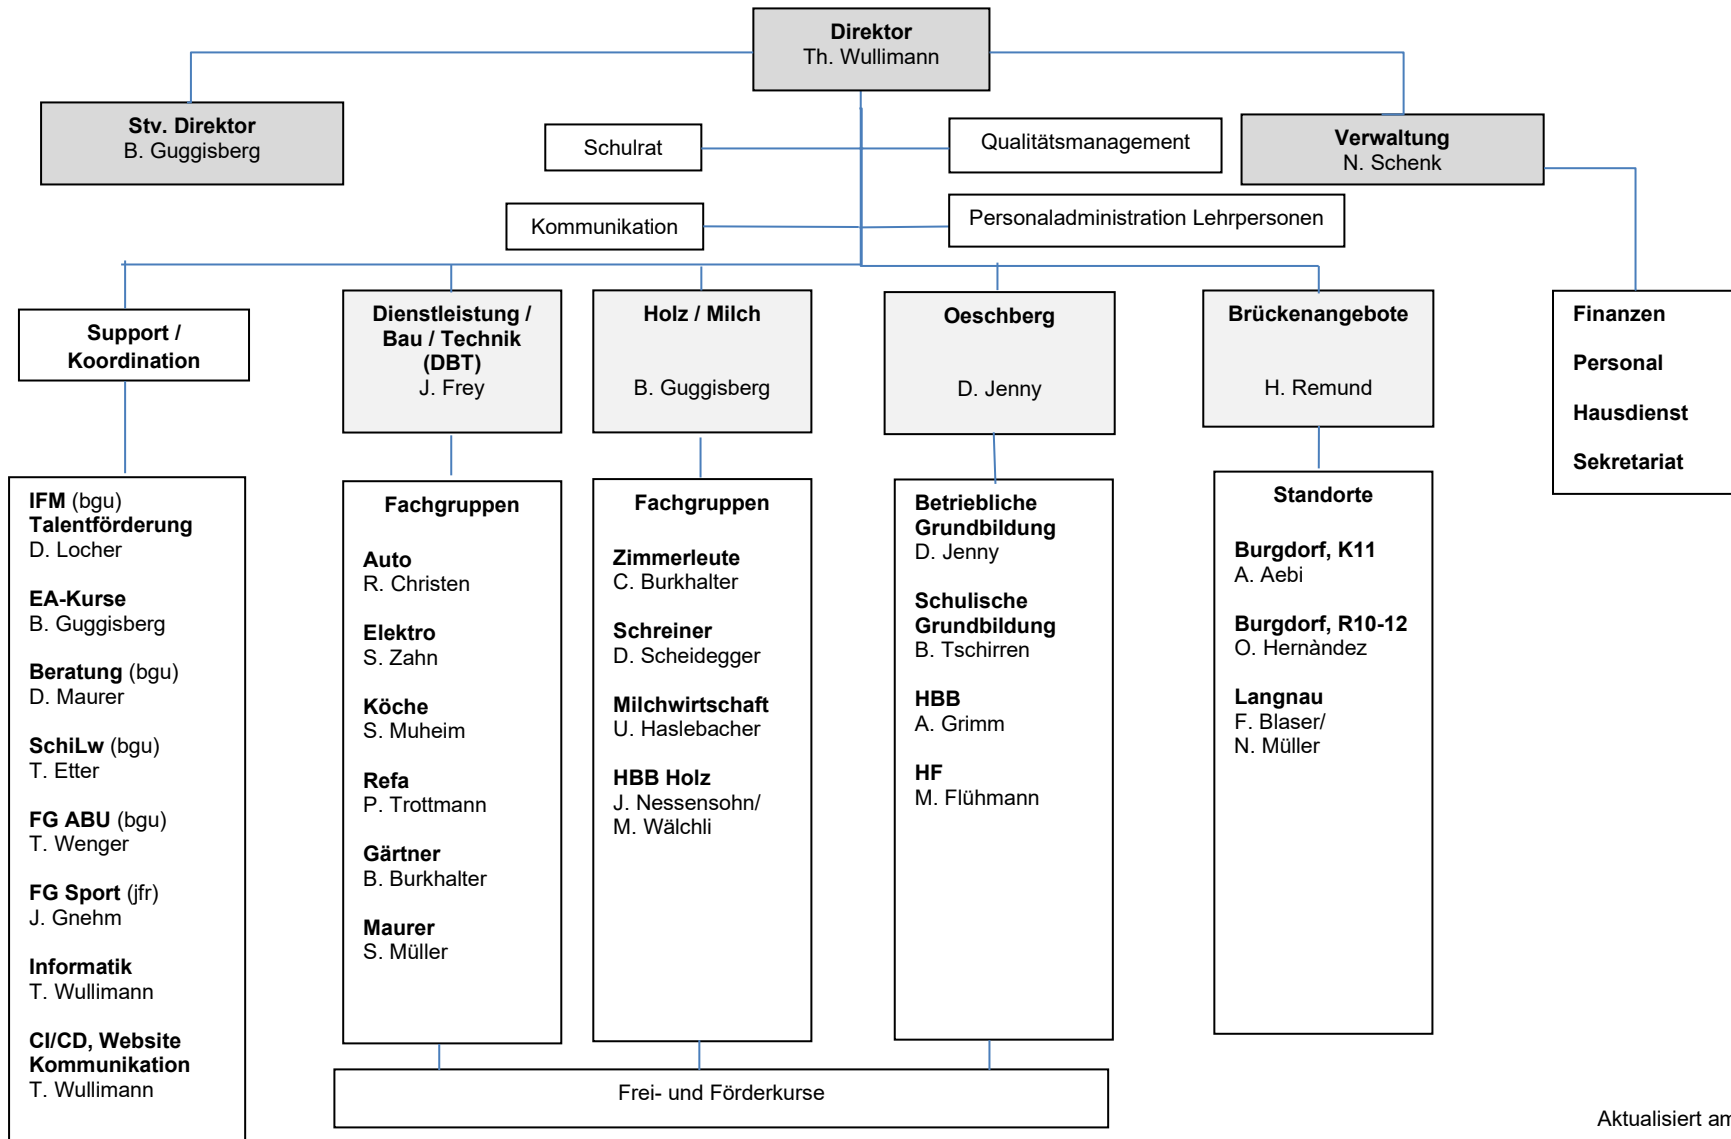 Direktor
Th. Wullimann
Stv. Direktor
B. Guggisberg
Schulrat
Qualitätsmanagement
Verwaltung
N. Schenk
Kommunikation
Personaladministration Lehrpersonen
Support /
Koordination
Dienstleistung /
Bau / Technik
(DBT)
J. Frey
Holz / Milch
B. Guggisberg
Oeschberg
D. Jenny
Brückenangebote
H. Remund
Finanzen
Personal
Hausdienst
Sekretariat
IFM (bgu)
Talentförderung
D. Locher
EA-Kurse
B. Guggisberg
Beratung (bgu)
D. Maurer
SchiLw (bgu)
T. Etter
FG ABU (bgu)
T. Wenger
FG Sport (jfr)
J. Gnehm
Informatik
T. Wullimann
CI/CD, Website
Kommunikation
T. Wullimann
Fachgruppen
Auto
R. Christen
Elektro
S. Zahn
Köche
S. Muheim
Refa
P. Trottmann
Gärtner
B. Burkhalter
Maurer
S. Müller
Fachgruppen
Zimmerleute
C. Burkhalter
Schreiner
D. Scheidegger
Milchwirtschaft
U. Haslebacher
HBB Holz
J. Nessensohn/
M. Wälchli
Betriebliche
Grundbildung
D. Jenny
Schulische
Grundbildung
B. Tschirren
HBB
A. Grimm
HF
M. Flühmann
Standorte
Burgdorf, K11
A. Aebi
Burgdorf, R10-12
O. Hernàndez
Langnau
F. Blaser/
N. Müller
Frei- und Förderkurse
Aktualisiert am